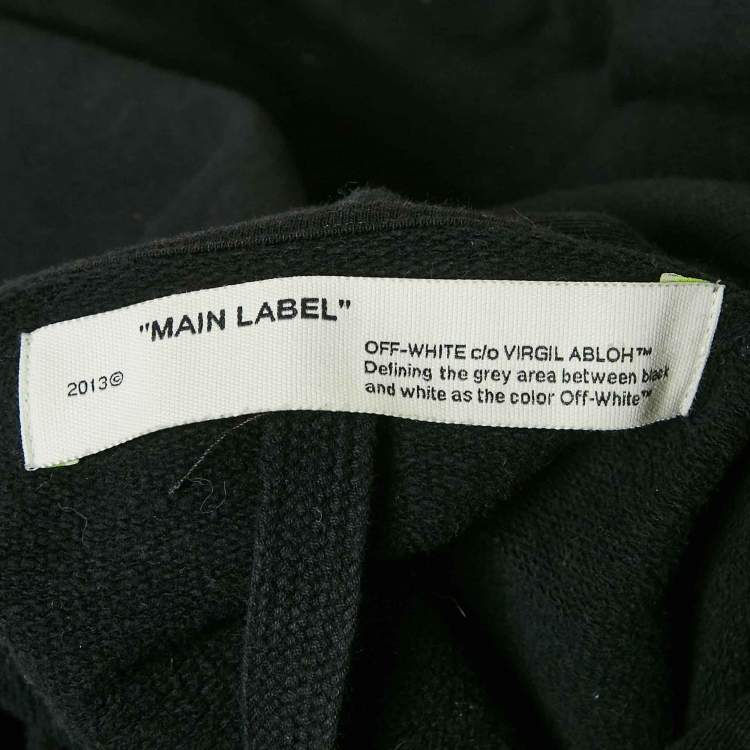 "MAIN LABEL"
2013©
OFF-WHITE c/o VIRGIL ABLOH™
Defining the grey area between black
and white as the color Off-White™